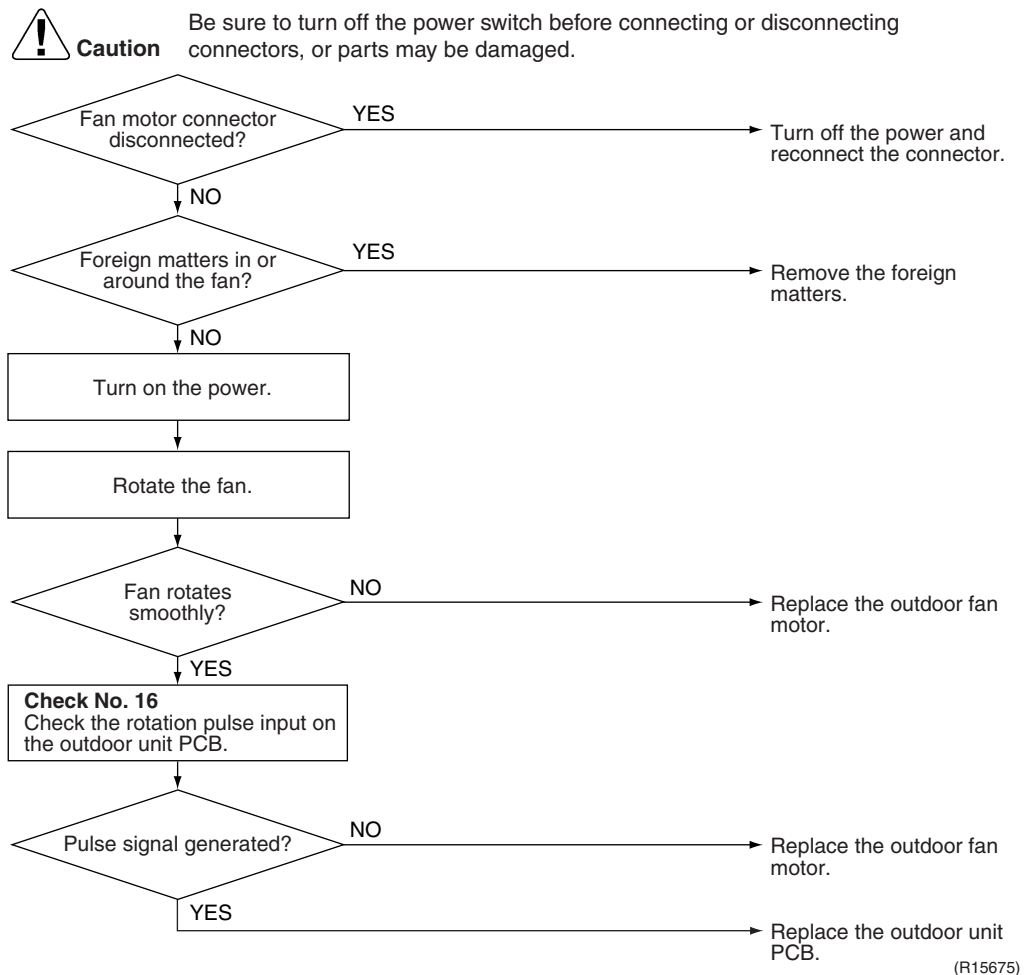 Be sure to turn off the power switch before connecting or disconnecting
Caution connectors, or parts may be damaged.
Fan motor connector
disconnected?
YES
Turn off the power and
reconnect the connector.
NO
Foreign matters in or
around the fan?
YES
Remove the foreign
matters.
NO
Turn on the power.
Rotate the fan.
Fan rotates
smoothly?
NO
Replace the outdoor fan
motor.
YES
Check No. 16
Check the rotation pulse input on
the outdoor unit PCB.
Pulse signal generated?
NO
Replace the outdoor fan
motor.
YES
Replace the outdoor unit
PCB.
(R15675)